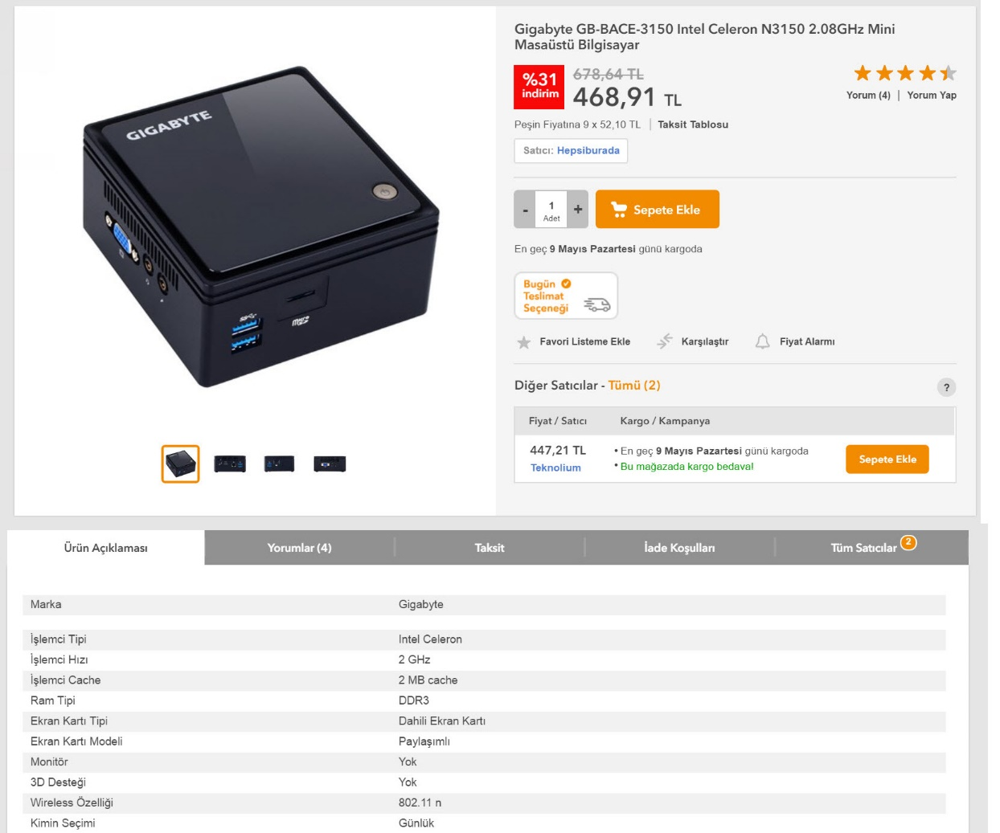 GIGABYTE
Gigabyte GB-BACE-3150 Intel Celeron N3150 2.08GHz Mini
Masaüstü Bilgisayar
%31
indirim
678,64 TL
468,91 TL
Yorum (4) | Yorum Yap
Peşin Fiyatına 9 x 52,10 TL | Taksit Tablosu
Satıcı: Hepsiburada
- 1 +
Adet
Sepete Ekle
En geç 9 Mayıs Pazartesi günü kargoda
Bugün
Teslimat
Seçeneği
Favori Listeme Ekle
Karşılaştır
Fiyat Alarmı
Diğer Satıcılar - Tümü (2)
?
Fiyat / Satıcı
Kargo / Kampanya
447,21 TL
Teknolium
• En geç 9 Mayıs Pazartesi günü kargoda
• Bu mağazada kargo bedava!
Sepete Ekle
Ürün Açıklaması
Yorumlar (4)
Taksit
İade Koşulları
Tüm Satıcılar 2
Marka Gigabyte
İşlemci Tipi Intel Celeron
İşlemci Hızı 2 GHz
İşlemci Cache 2 MB cache
Ram Tipi DDR3
Ekran Kartı Tipi Dahili Ekran Kartı
Ekran Kartı Modeli Paylaşımlı
Monitör Yok
3D Desteği Yok
Wireless Özelliği 802.11 n
Kimin Seçimi Günlük